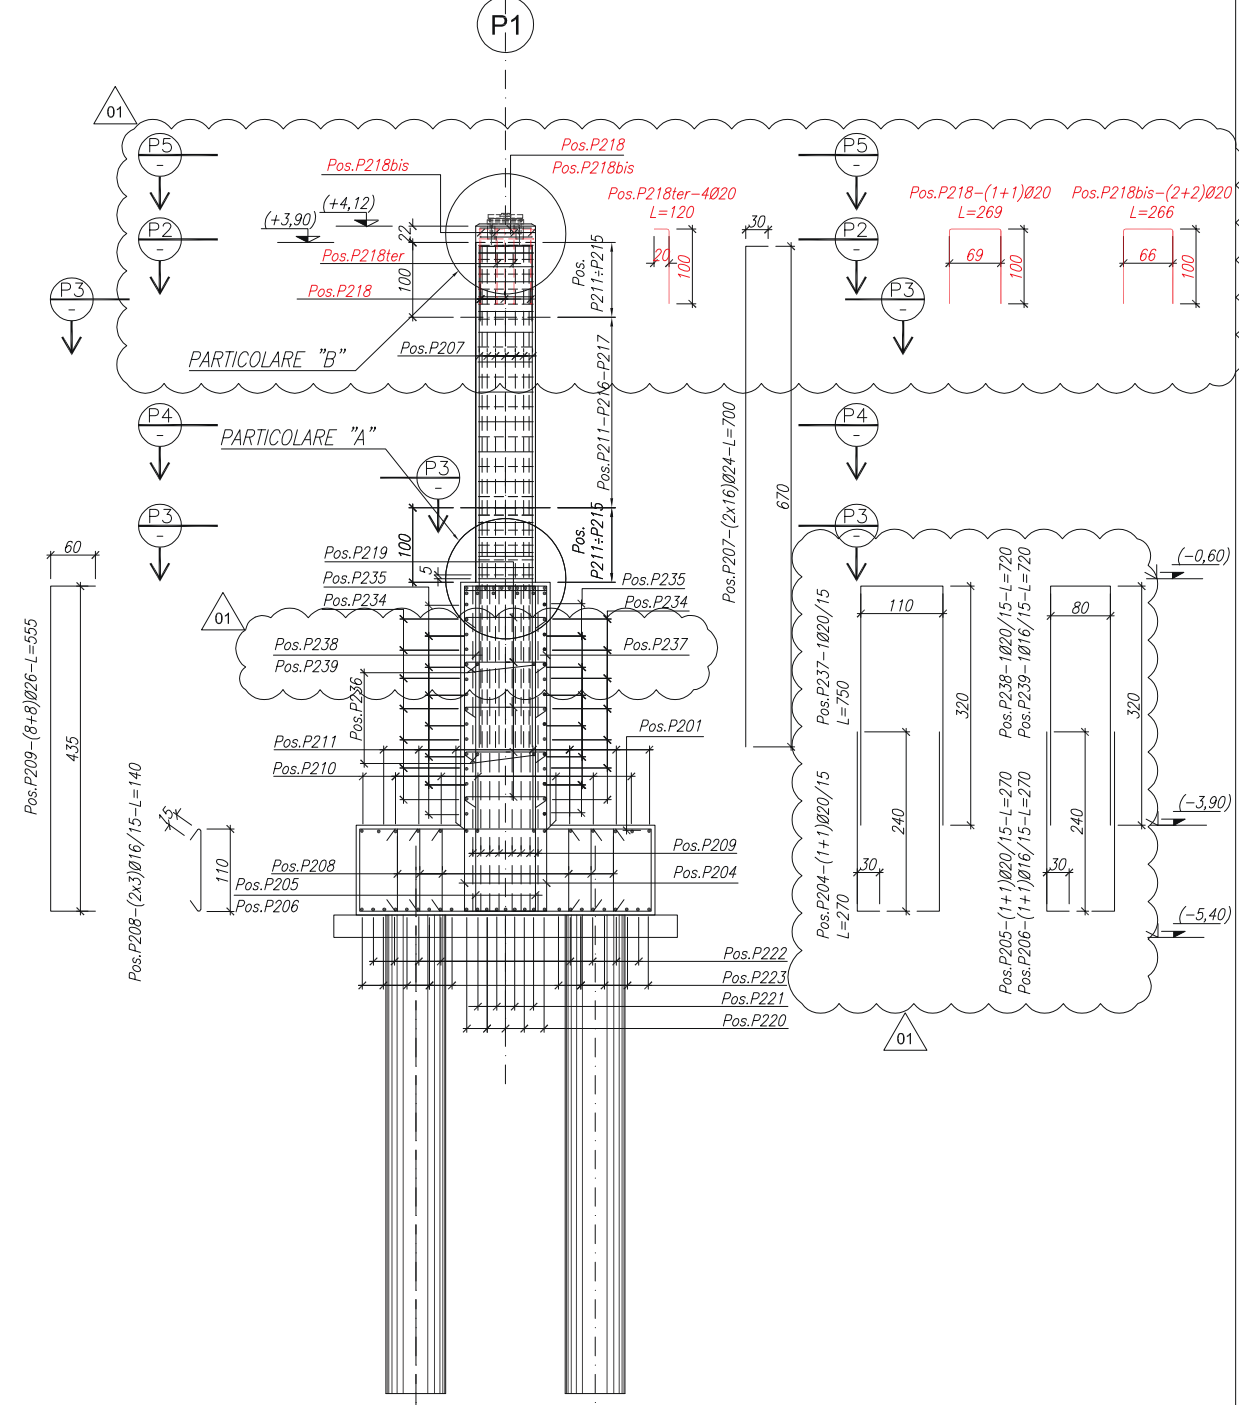 P1
01
P5
-
P5
-
Pos.P218
Pos.P218bis
Pos.P218bis
Pos.P218ter-4Ø20
L=120
Pos.P218-(1+1)Ø20
L=269
Pos.P218bis-(2+2)Ø20
L=266
(+4,12)
(+3,90)
22
30
P2
-
P2
-
Pos.P218ter
100
Pos.
P211÷P215
20
100
69
100
66
100
P3
-
P3
-
Pos.P218
PARTICOLARE "B"
Pos.P207
Pos.P211-P216-P217
P4
-
P4
-
PARTICOLARE "A"
P3
-
Pos.P207-(2x16)Ø24-L=700
670
P3
-
P3
-
100
Pos.
P211÷P215
60
Pos.P219
5
Pos.P235
Pos.P234
Pos.P235
Pos.P234
(-0,60)
01
Pos.P238
Pos.P239
Pos.P237
Pos.P236
110
80
Pos.P237-1Ø20/15
L=750
320
Pos.P238-1Ø20/15-L=720
Pos.P239-1Ø16/15-L=720
320
Pos.P209-(8+8)Ø26-L=555
435
Pos.P201
Pos.P211
Pos.P210
Pos.P208-(2x3)Ø16/15-L=140
15
110
(-3,90)
Pos.P204-(1+1)Ø20/15
L=270
240
30
Pos.P205-(1+1)Ø20/15-L=270
Pos.P206-(1+1)Ø16/15-L=270
240
30
Pos.P209
Pos.P208
Pos.P204
Pos.P205
Pos.P206
(-5,40)
Pos.P222
Pos.P223
Pos.P221
Pos.P220
01